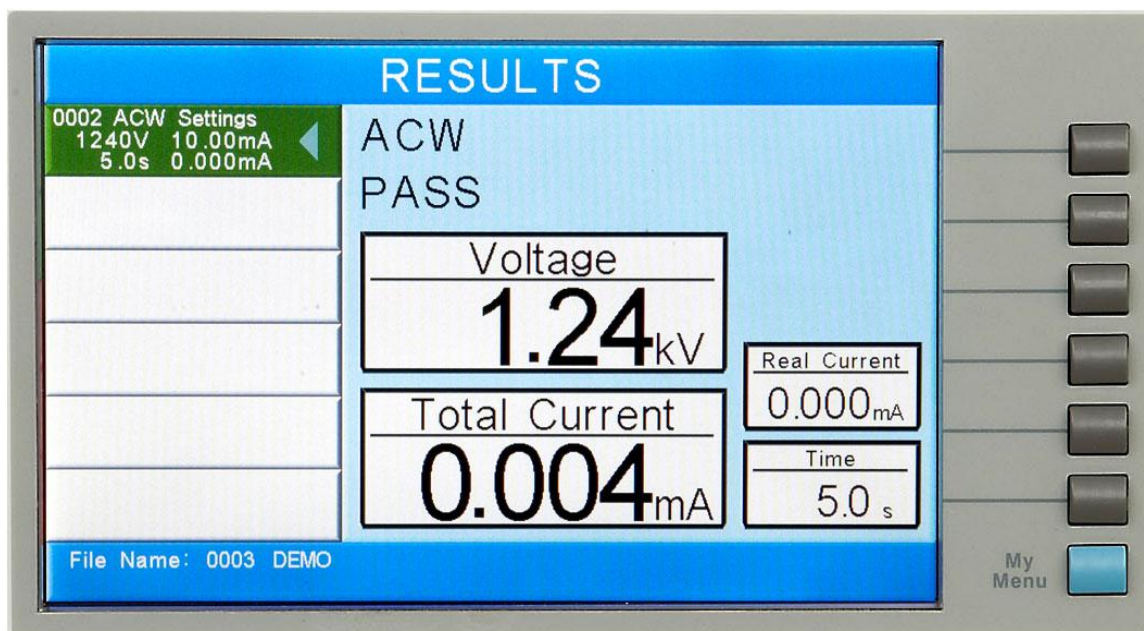 RESULTS
0002 ACW Settings
1240V 10.00mA
5.0s 0.000mA
ACW
PASS
Voltage
1.24kV
Total Current
0.004mA
Real Current
0.000mA
Time
5.0 s
File Name: 0003 DEMO
My
Menu